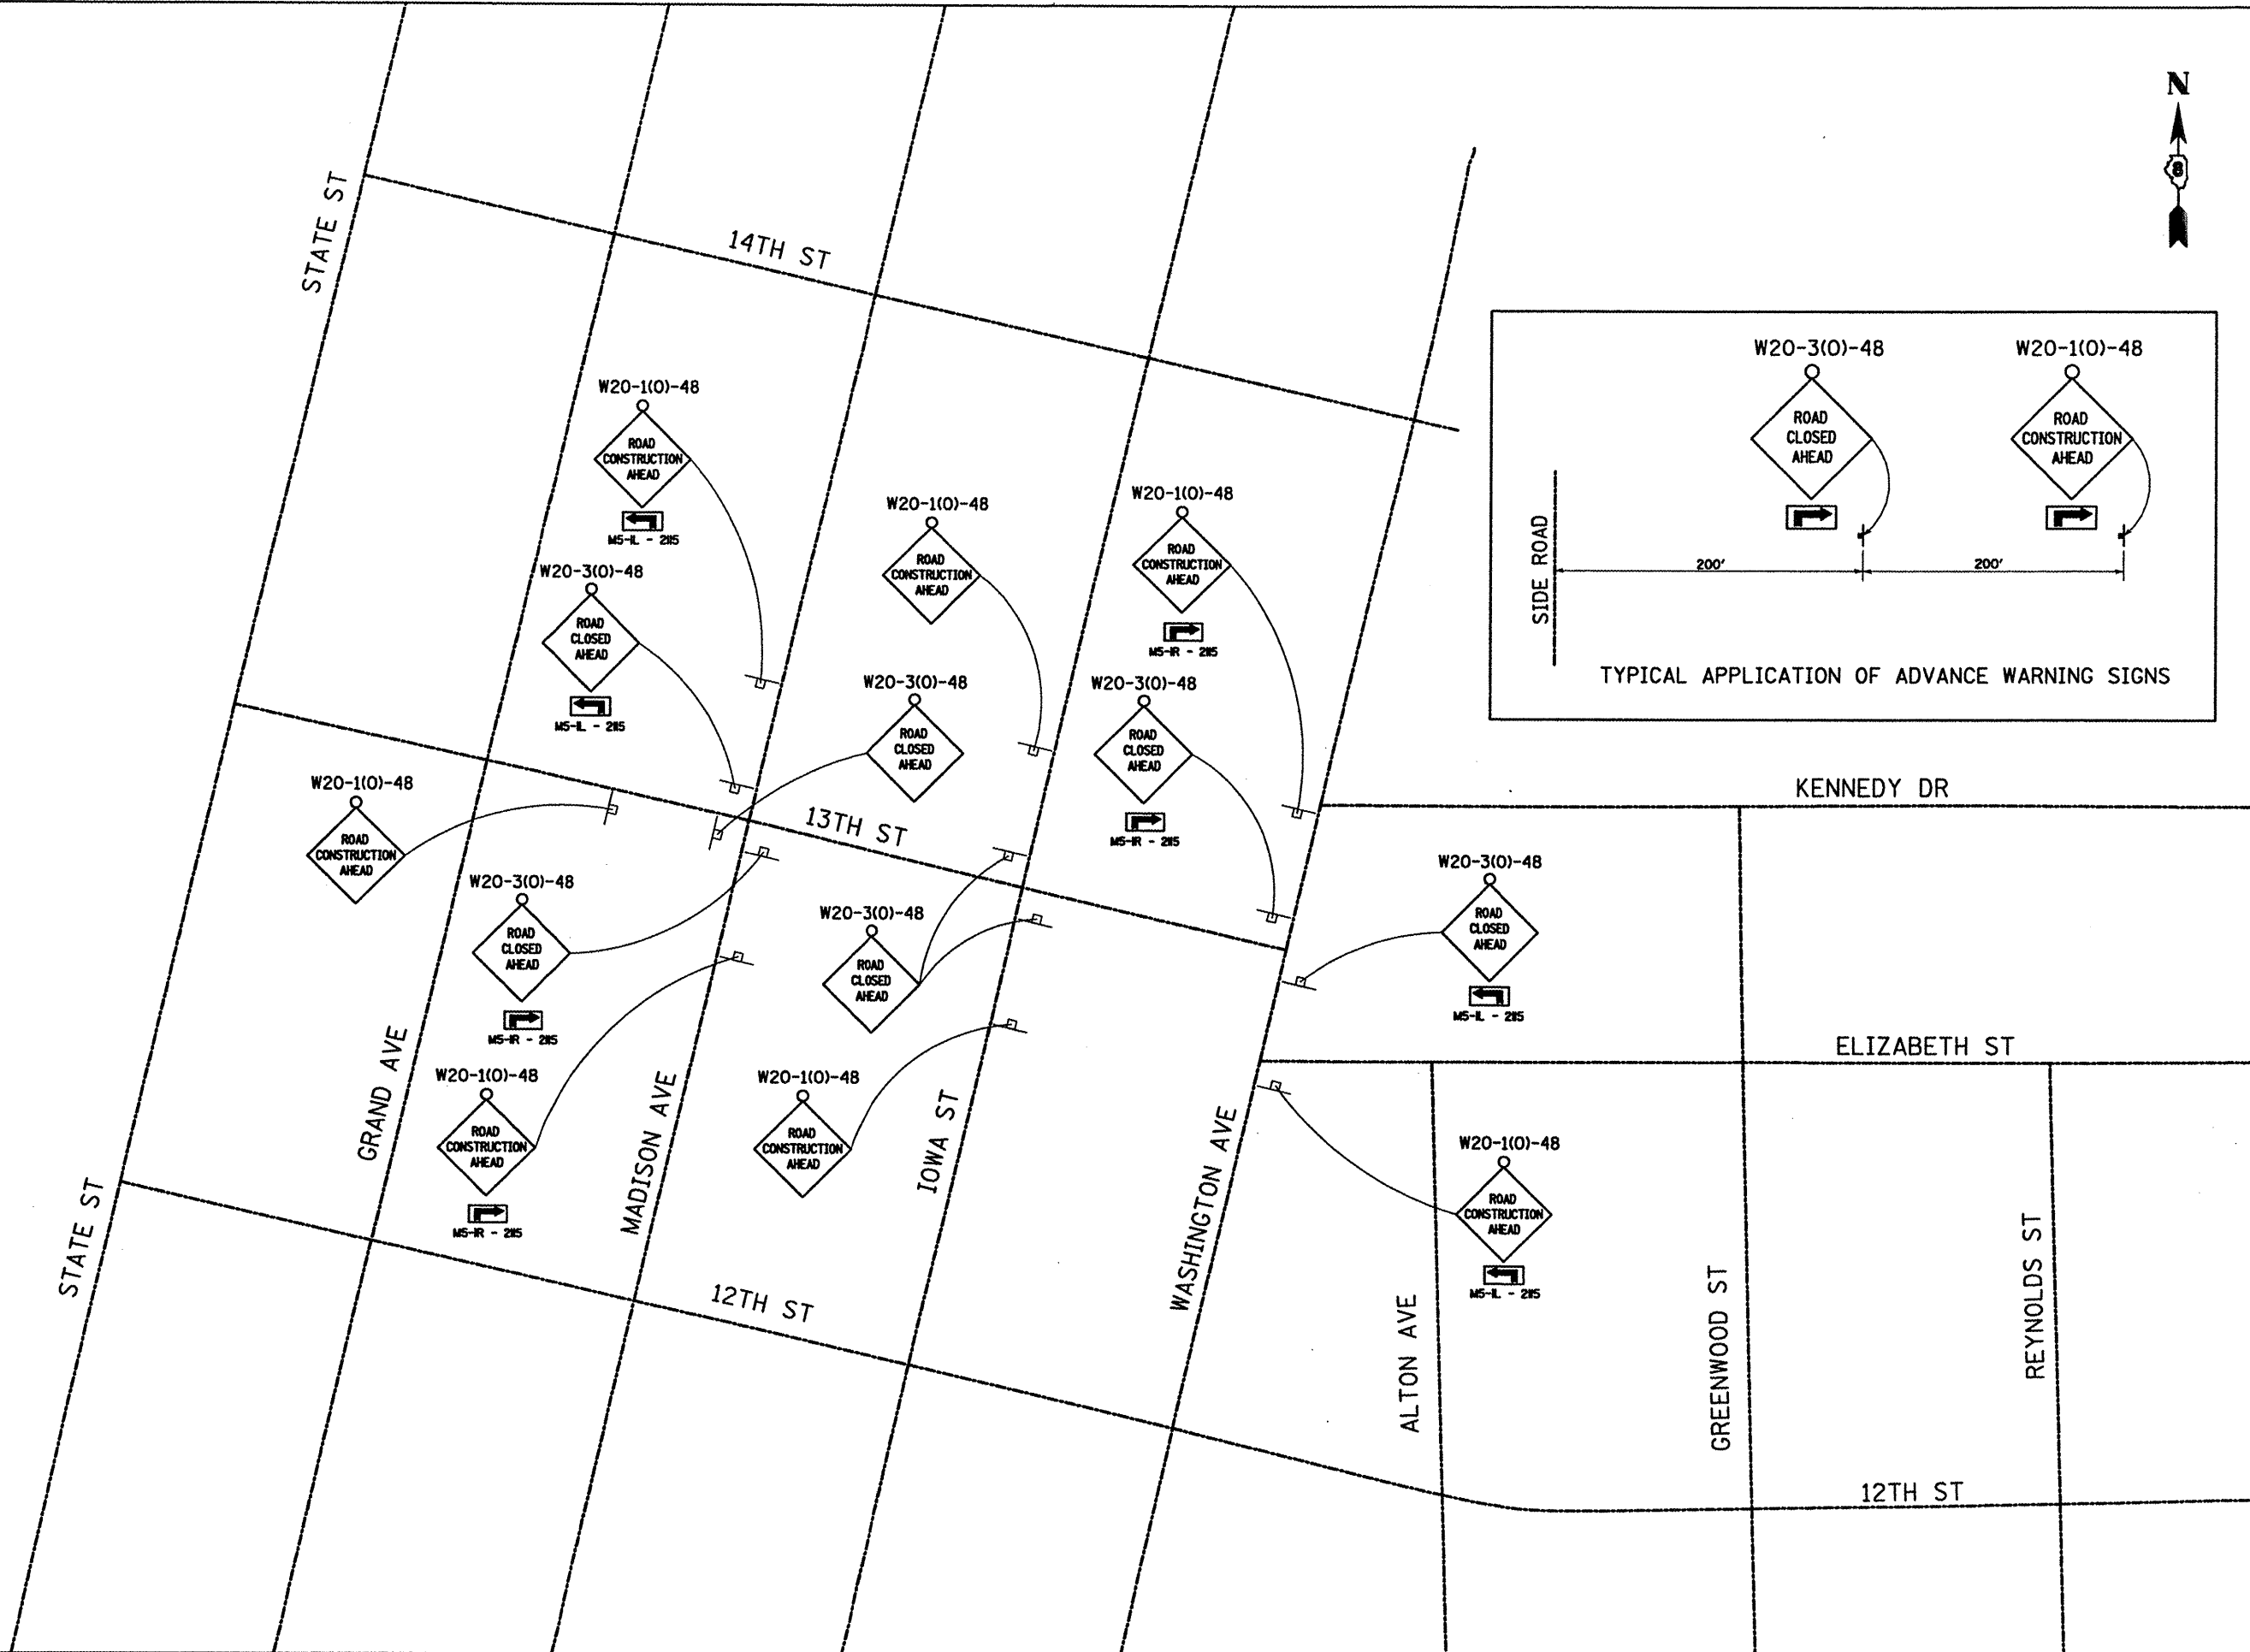 N
8
STATE ST
14TH ST
W20-3(O)-48
ROAD
CLOSED
AHEAD
W20-1(O)-48
ROAD
CONSTRUCTION
AHEAD
SIDE ROAD
200'
200'
TYPICAL APPLICATION OF ADVANCE WARNING SIGNS
W20-1(O)-48
ROAD
CONSTRUCTION
AHEAD
M5-IL - 2115
W20-1(O)-48
ROAD
CONSTRUCTION
AHEAD
W20-1(O)-48
ROAD
CONSTRUCTION
AHEAD
M5-IR - 2115
W20-3(O)-48
ROAD
CLOSED
AHEAD
M5-IL - 2115
W20-3(O)-48
ROAD
CLOSED
AHEAD
W20-3(O)-48
ROAD
CLOSED
AHEAD
M5-IR - 2115
KENNEDY DR
W20-1(O)-48
ROAD
CONSTRUCTION
AHEAD
13TH ST
W20-3(O)-48
ROAD
CLOSED
AHEAD
M5-IR - 2115
W20-3(O)-48
ROAD
CLOSED
AHEAD
W20-3(O)-48
ROAD
CLOSED
AHEAD
M5-IL - 2115
ELIZABETH ST
GRAND AVE
W20-1(O)-48
ROAD
CONSTRUCTION
AHEAD
M5-IR - 2115
MADISON AVE
W20-1(O)-48
ROAD
CONSTRUCTION
AHEAD
IOWA ST
WASHINGTON AVE
W20-1(O)-48
ROAD
CONSTRUCTION
AHEAD
M5-IL - 2115
STATE ST
12TH ST
ALTON AVE
GREENWOOD ST
REYNOLDS ST
12TH ST